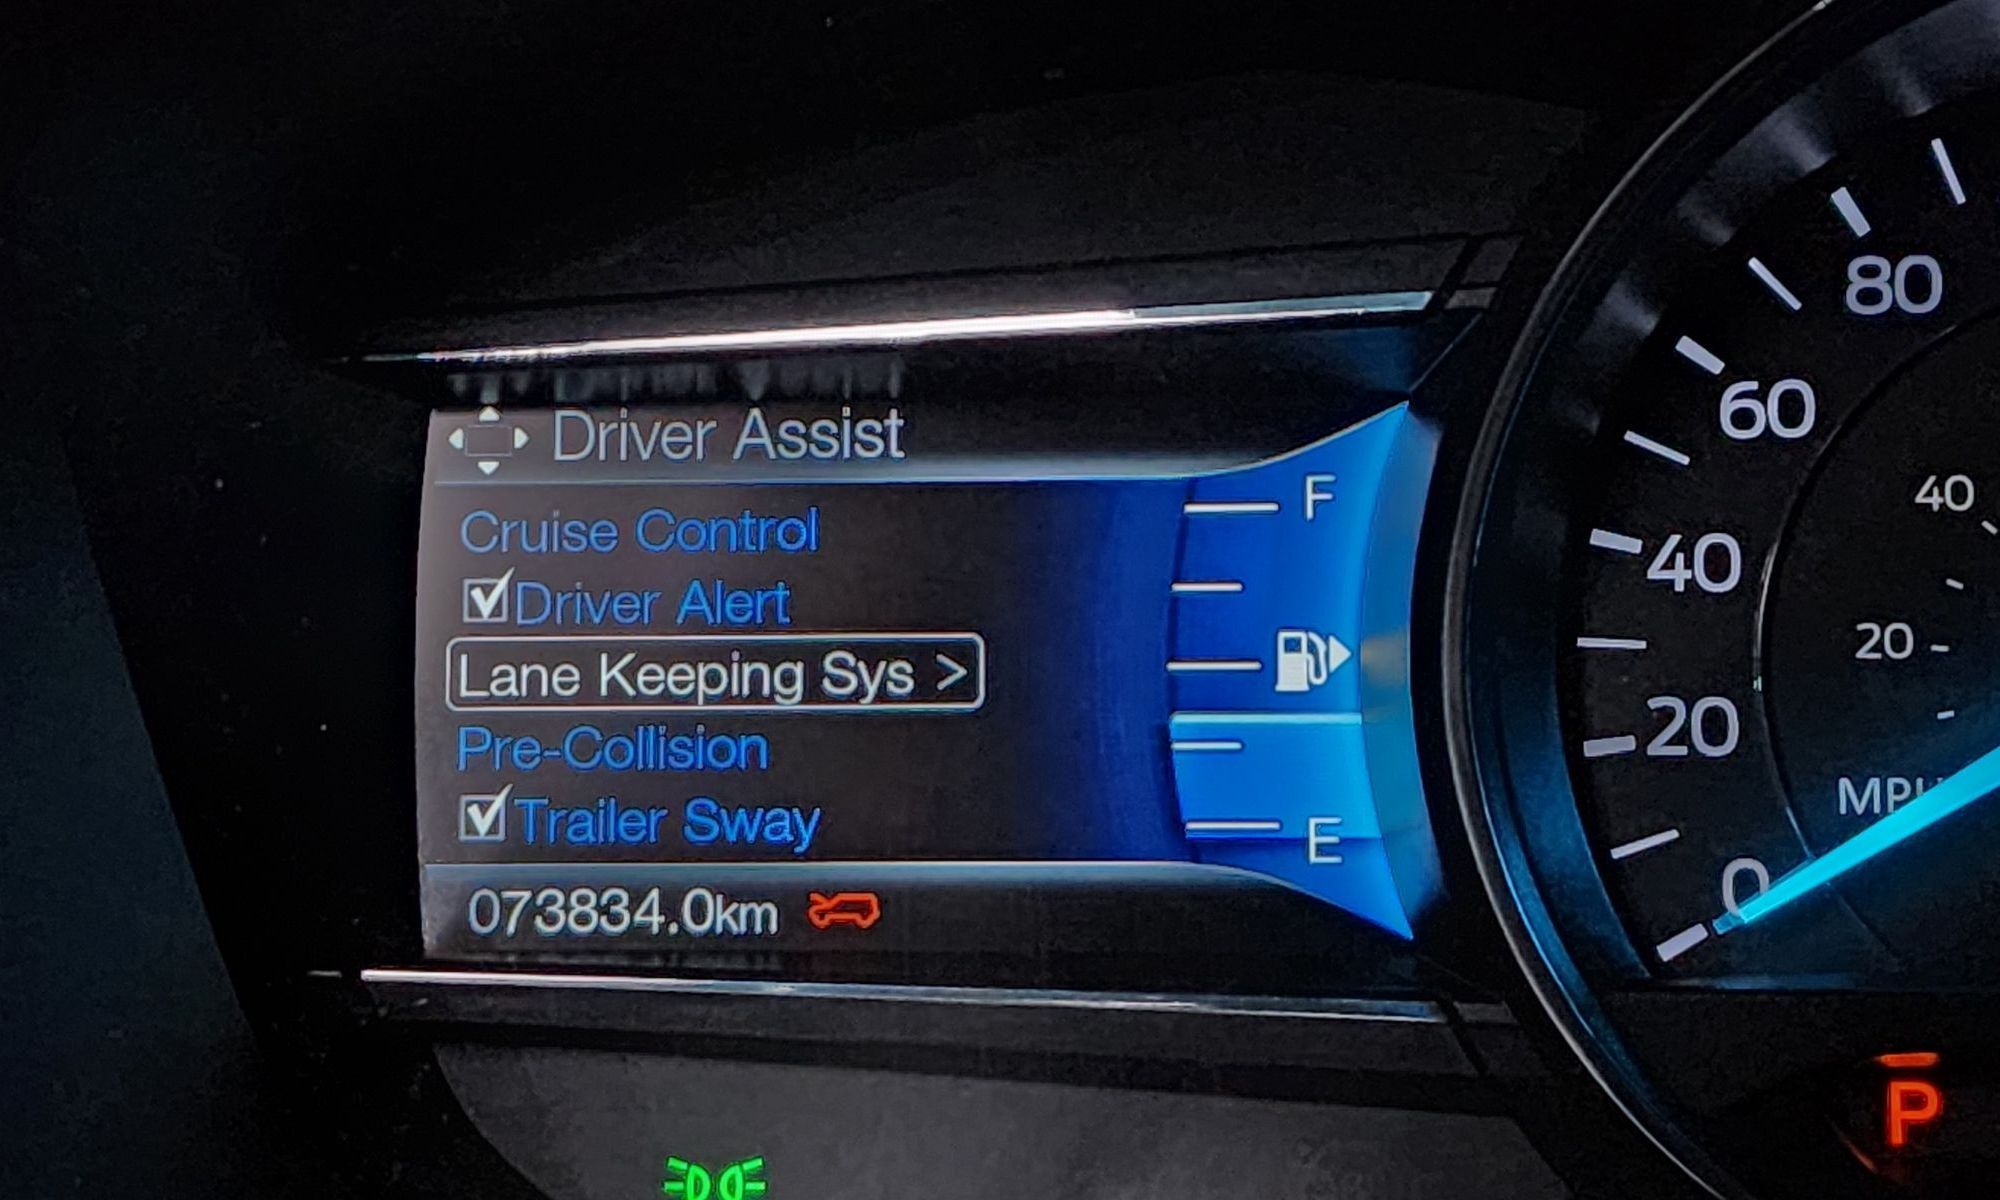 Driver Assist
Cruise Control
Driver Alert
Lane Keeping Sys >
Pre-Collision
Trailer Sway
073834.0km
F
E
80
60
40
20
0
40
20
P